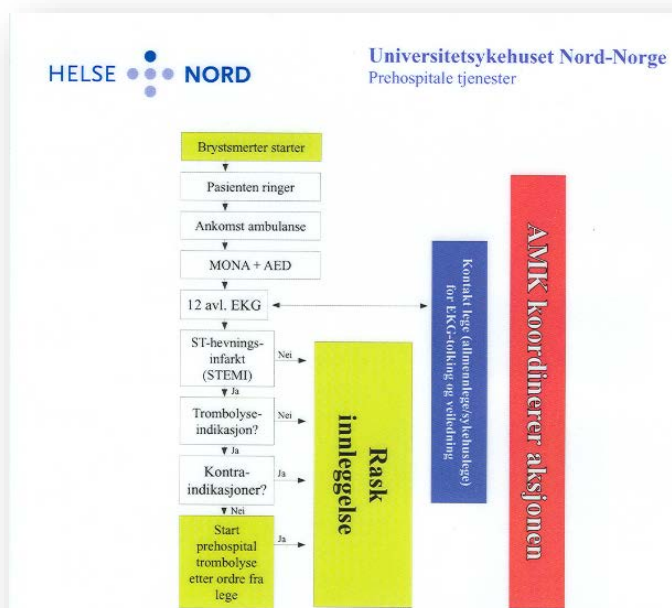 HELSE NORD
Universitetsykehuset Nord-Norge
Prehospitale tjenester
Brystsmerter starter
Pasienten ringer
Ankomst ambulanse
MONA + AED
12 avl. EKG
ST-hevnings-
infarkt
(STEMI)
Nei
Ja
Trombolyse-
indikasjon?
Nei
Ja
Kontra-
indikasjoner?
Ja
Nei
Start
prehospital
trombolyse
etter ordre fra
lege
Ja
Rask
innleggelse
Kontakt lege (allmennlege/sykehuslege)
for EKG-tolking og veiledning
AMK koordinerer aksjonen